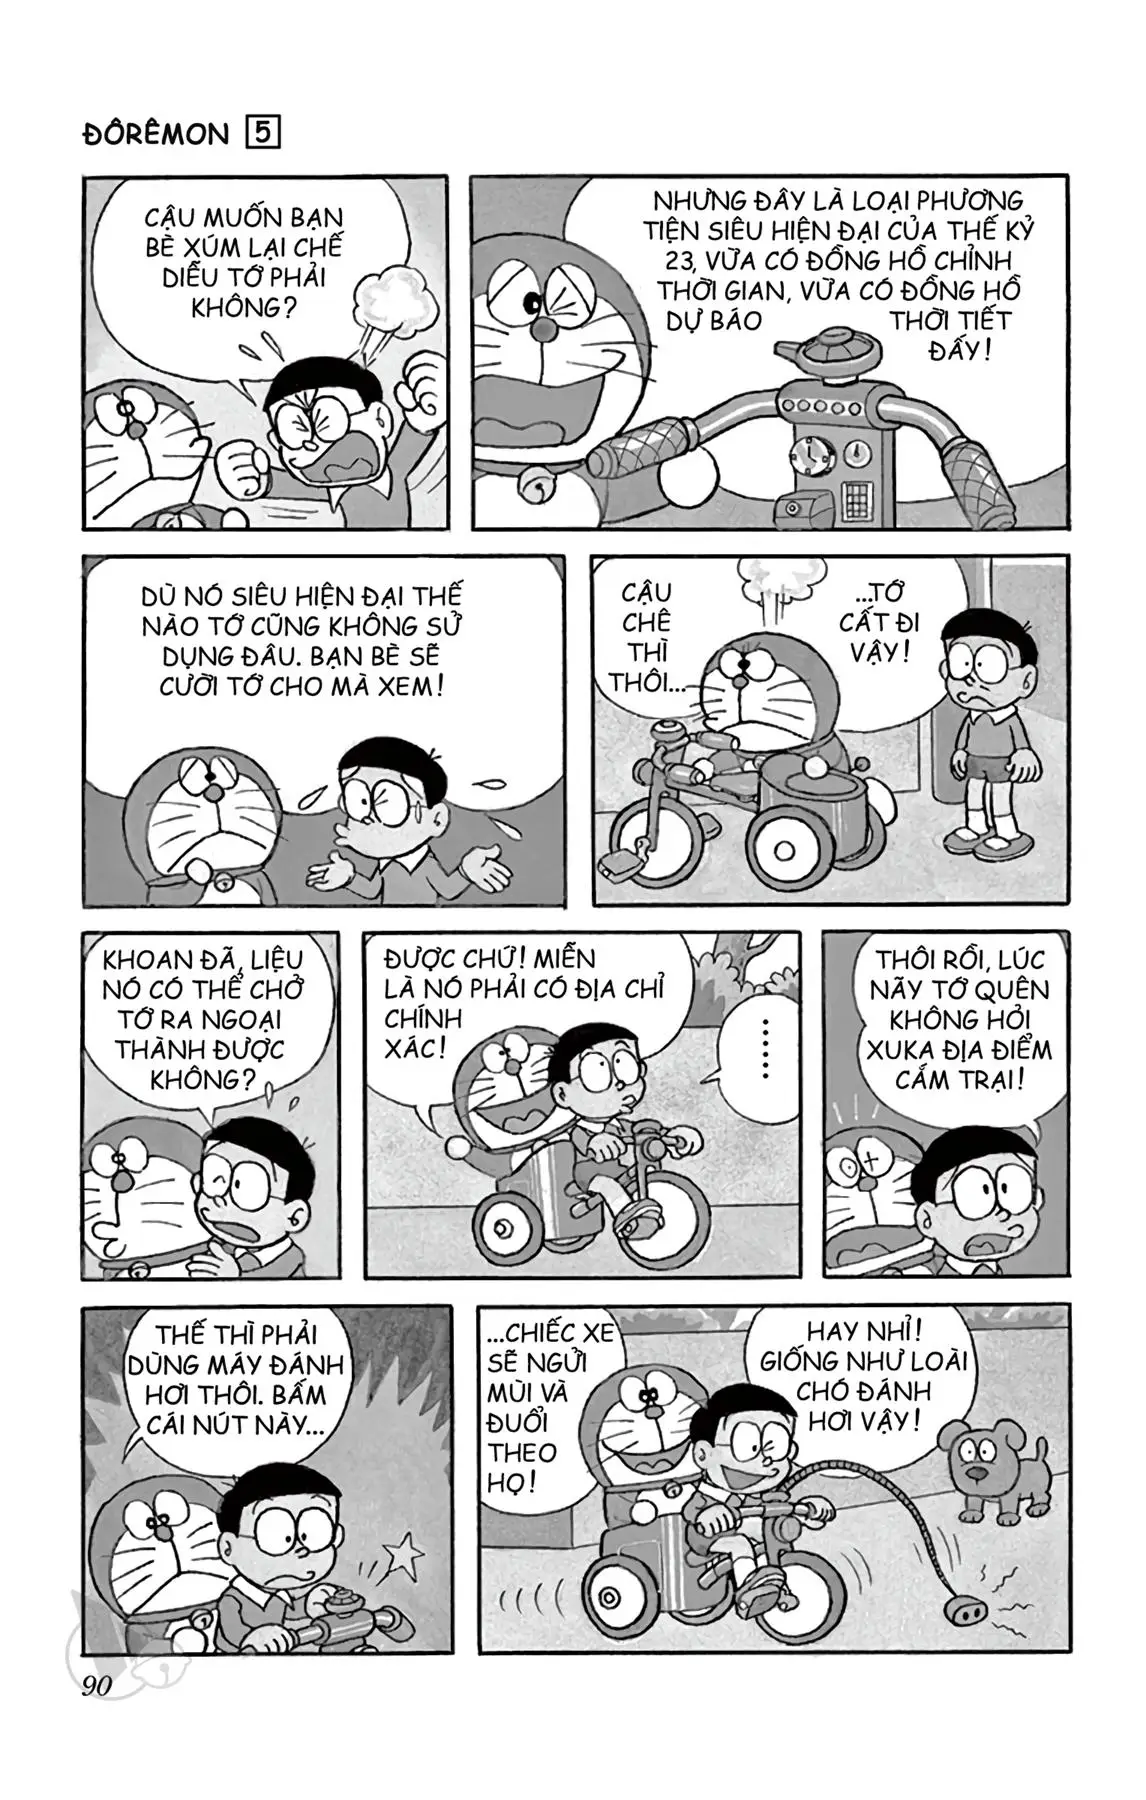 ĐÔRÊMON 5
CẬU MUỐN BẠN
BÈ XÚM LẠI CHẾ
DIỄU TỚ PHẢI
KHÔNG?
NHƯNG ĐÂY LÀ LOẠI PHƯƠNG
TIỆN SIÊU HIỆN ĐẠI CỦA THẾ KỶ
23, VỪA CÓ ĐỒNG HỒ CHỈNH
THỜI GIAN, VỪA CÓ ĐỒNG HỒ
DỰ BÁO THỜI TIẾT
ĐẤY!
DÙ NÓ SIÊU HIỆN ĐẠI THẾ
NÀO TỚ CŨNG KHÔNG SỬ
DỤNG ĐÂU. BẠN BÈ SẼ
CƯỜI TỚ CHO MÀ XEM!
CẬU
CHÊ
THÌ
THÔI...
...TỚ
CẤT ĐI
VẬY!
KHOAN ĐÃ, LIỆU
NÓ CÓ THỂ CHỞ
TỚ RA NGOẠI
THÀNH ĐƯỢC
KHÔNG?
ĐƯỢC CHỨ! MIỄN
LÀ NÓ PHẢI CÓ ĐỊA CHỈ
CHÍNH
XÁC!
......
THÔI RỒI, LÚC
NÃY TỚ QUÊN
KHÔNG HỎI
XUKA ĐỊA ĐIỂM
CẮM TRẠI!
THẾ THÌ PHẢI
DÙNG MÁY ĐÁNH
HƠI THÔI. BẤM
CÁI NÚT NÀY...
...CHIẾC XE
SẼ NGỬI
MÙI VÀ
ĐUỔI
THEO
HỌ!
HAY NHỈ!
GIỐNG NHƯ LOÀI
CHÓ ĐÁNH
HƠI VẬY!
90